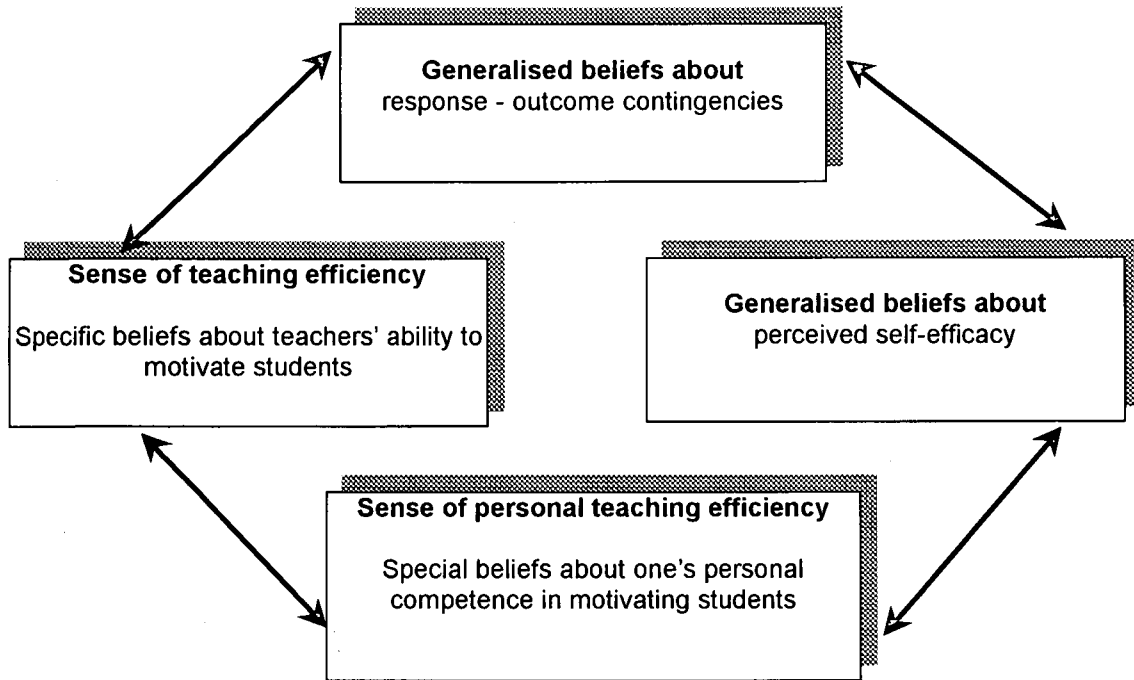 Generalised beliefs about
response - outcome contingencies
Sense of teaching efficiency
Specific beliefs about teachers' ability to
motivate students
Generalised beliefs about
perceived self-efficacy
Sense of personal teaching efficiency
Special beliefs about one's personal
competence in motivating students